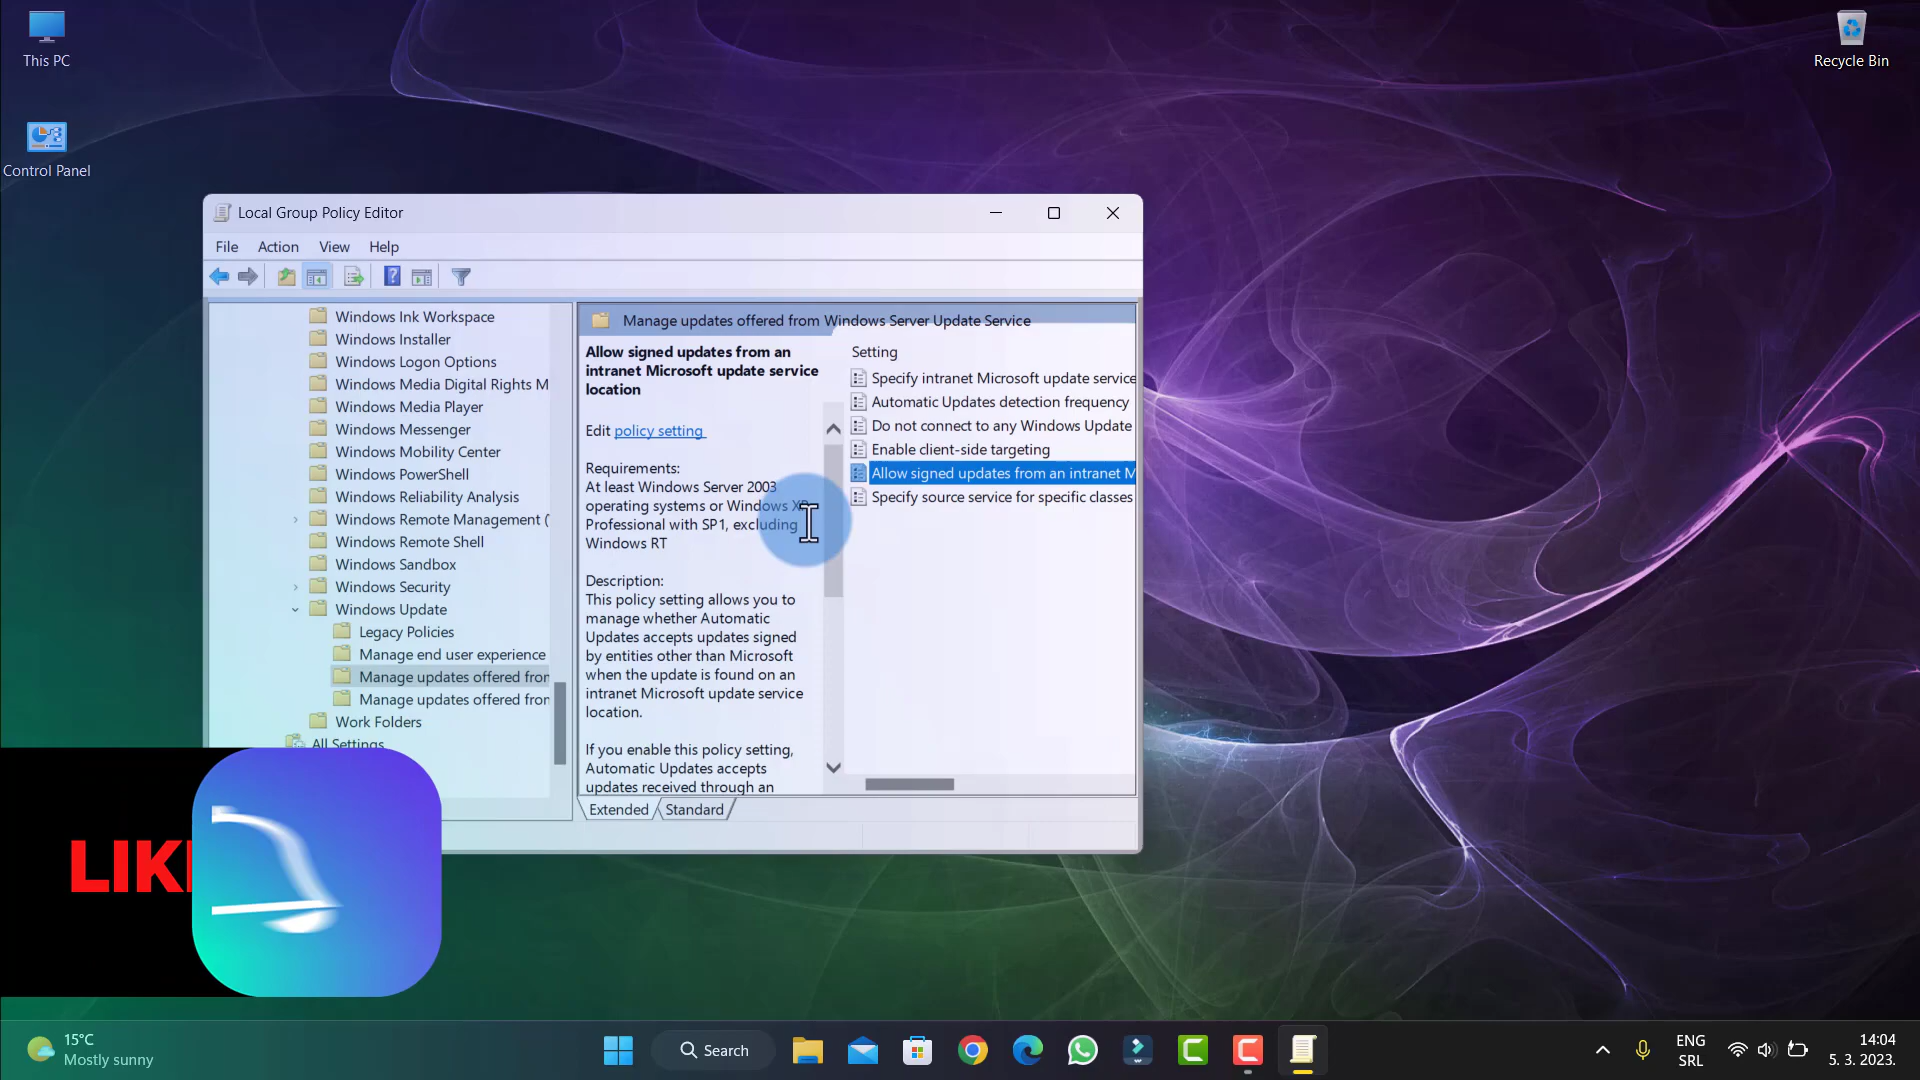 This PC
Recycle Bin
Control Panel
Local Group Policy Editor
File Action View Help
Windows Ink Workspace
Windows Installer
Windows Logon Options
Windows Media Digital Rights M
Windows Media Player
Windows Messenger
Windows Mobility Center
Windows PowerShell
Windows Reliability Analysis
Windows Remote Management (
Windows Remote Shell
Windows Sandbox
Windows Security
Windows Update
Legacy Policies
Manage end user experience
Manage updates offered fron
Manage updates offered fron
Work Folders
All Settings
Manage updates offered from Windows Server Update Service
Allow signed updates from an
intranet Microsoft update service
location
Edit policy setting
Requirements:
At least Windows Server 2003
operating systems or Windows XP
Professional with SP1, excluding
Windows RT
Description:
This policy setting allows you to
manage whether Automatic
Updates accepts updates signed
by entities other than Microsoft
when the update is found on an
intranet Microsoft update service
location.
If you enable this policy setting,
Automatic Updates accepts
updates received through an
Setting
Specify intranet Microsoft update service
Automatic Updates detection frequency
Do not connect to any Windows Update
Enable client-side targeting
Allow signed updates from an intranet M
Specify source service for specific classes
Extended Standard
LIK
15°C
Mostly sunny
Search
ENG
SRL
14:04
5. 3. 2023.